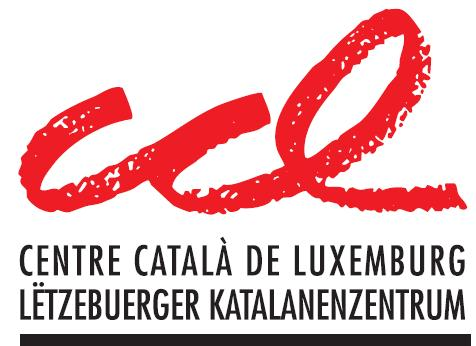 ccl
CENTRE CATALÀ DE LUXEMBURG
LËTZEBUERGER KATALANENZENTRUM